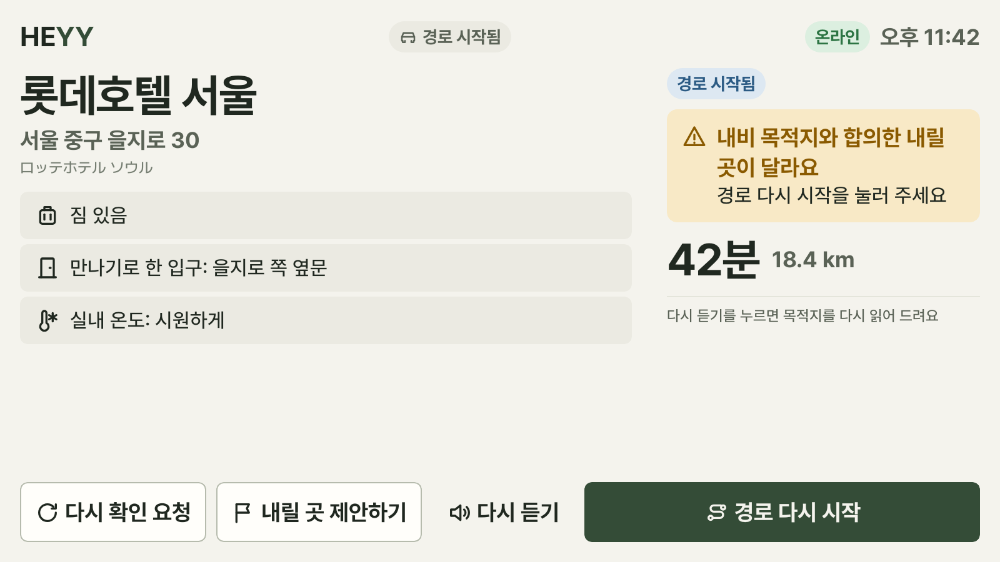 HEYY
경로 시작됨
온라인
오후 11:42
롯데호텔 서울
서울 중구 을지로 30
ロッテホテル ソウル
짐 있음
만나기로 한 입구: 을지로 쪽 옆문
실내 온도: 시원하게
경로 시작됨
내비 목적지와 합의한 내릴
곳이 달라요
경로 다시 시작을 눌러 주세요
42분 18.4 km
다시 듣기를 누르면 목적지를 다시 읽어 드려요
다시 확인 요청
내릴 곳 제안하기
다시 듣기
경로 다시 시작